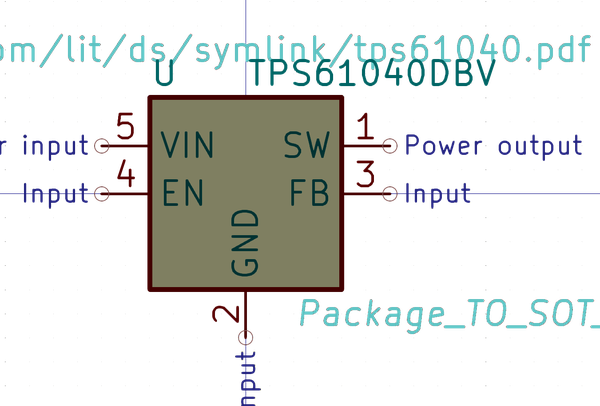 om/lit/ds/symlink/tps61040.pdf
U TPS61040DBV
5 VIN SW 1 Power output
input
4 EN FB 3 Input
Input
GND
2
Package_TO_SOT_
nput